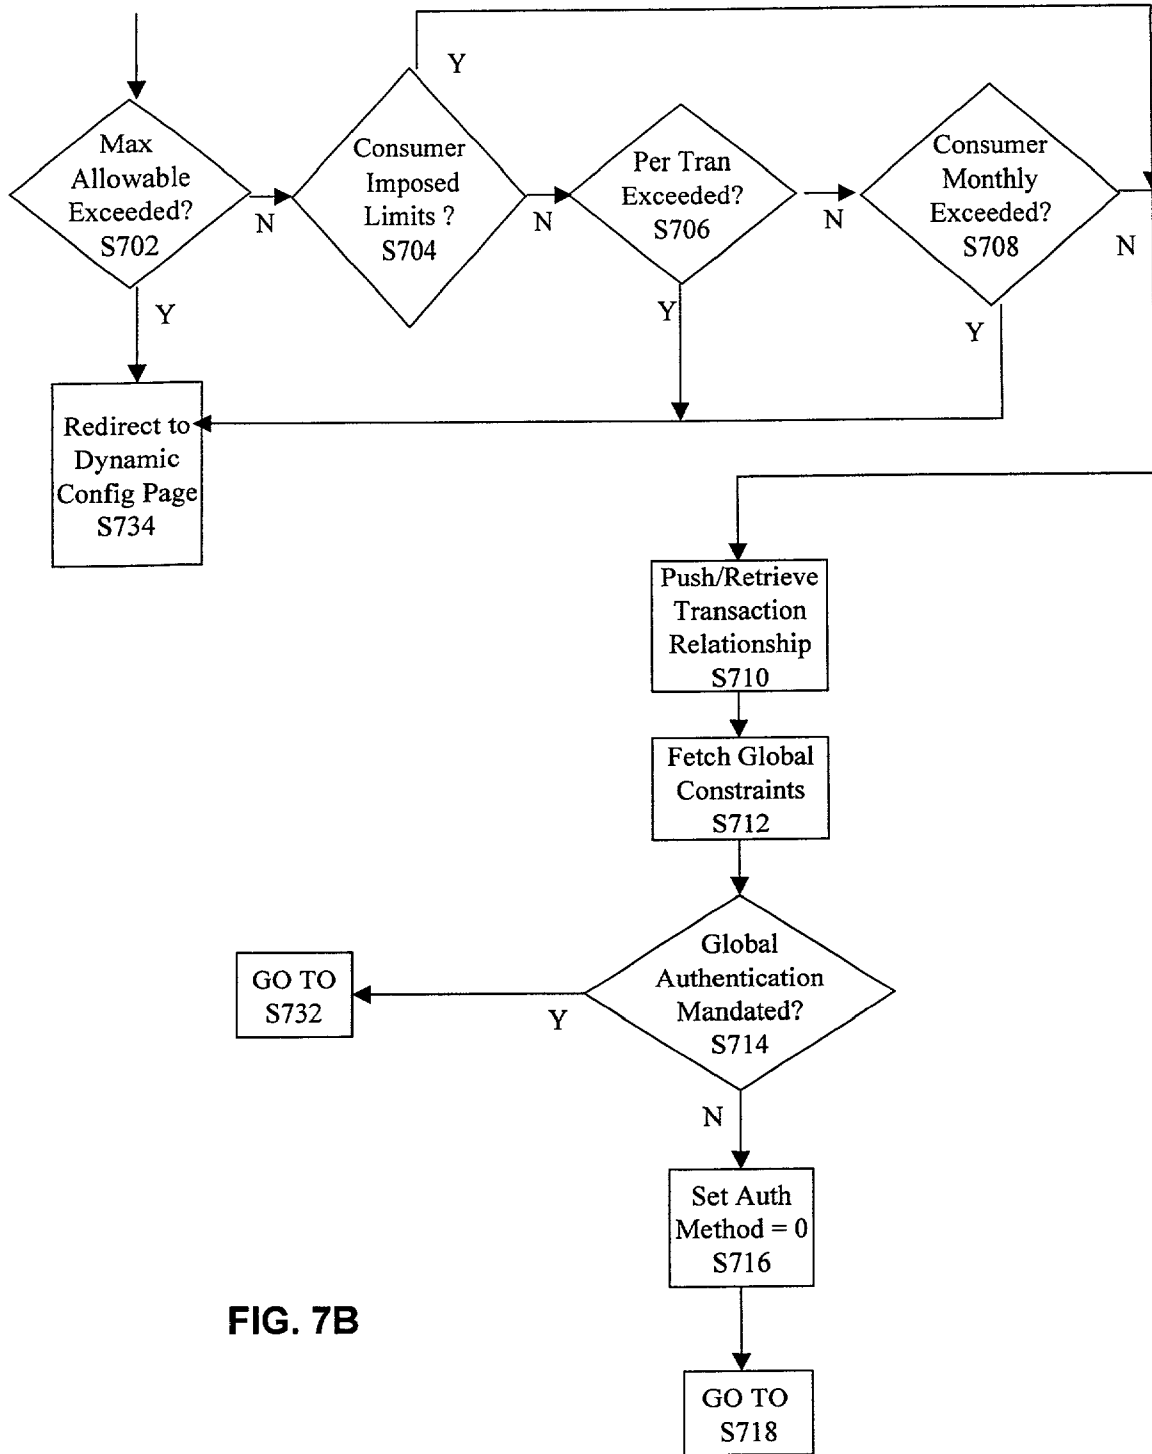 Max
Allowable
Exceeded?
S702
Y
N
Consumer
Imposed
Limits ?
S704
Y
N
Per Tran
Exceeded?
S706
Y
N
Consumer
Monthly
Exceeded?
S708
Y
N
Redirect to
Dynamic
Config Page
S734
Push/Retrieve
Transaction
Relationship
S710
Fetch Global
Constraints
S712
Global
Authentication
Mandated?
S714
Y
GO TO
S732
N
Set Auth
Method = 0
S716
GO TO
S718
FIG. 7B